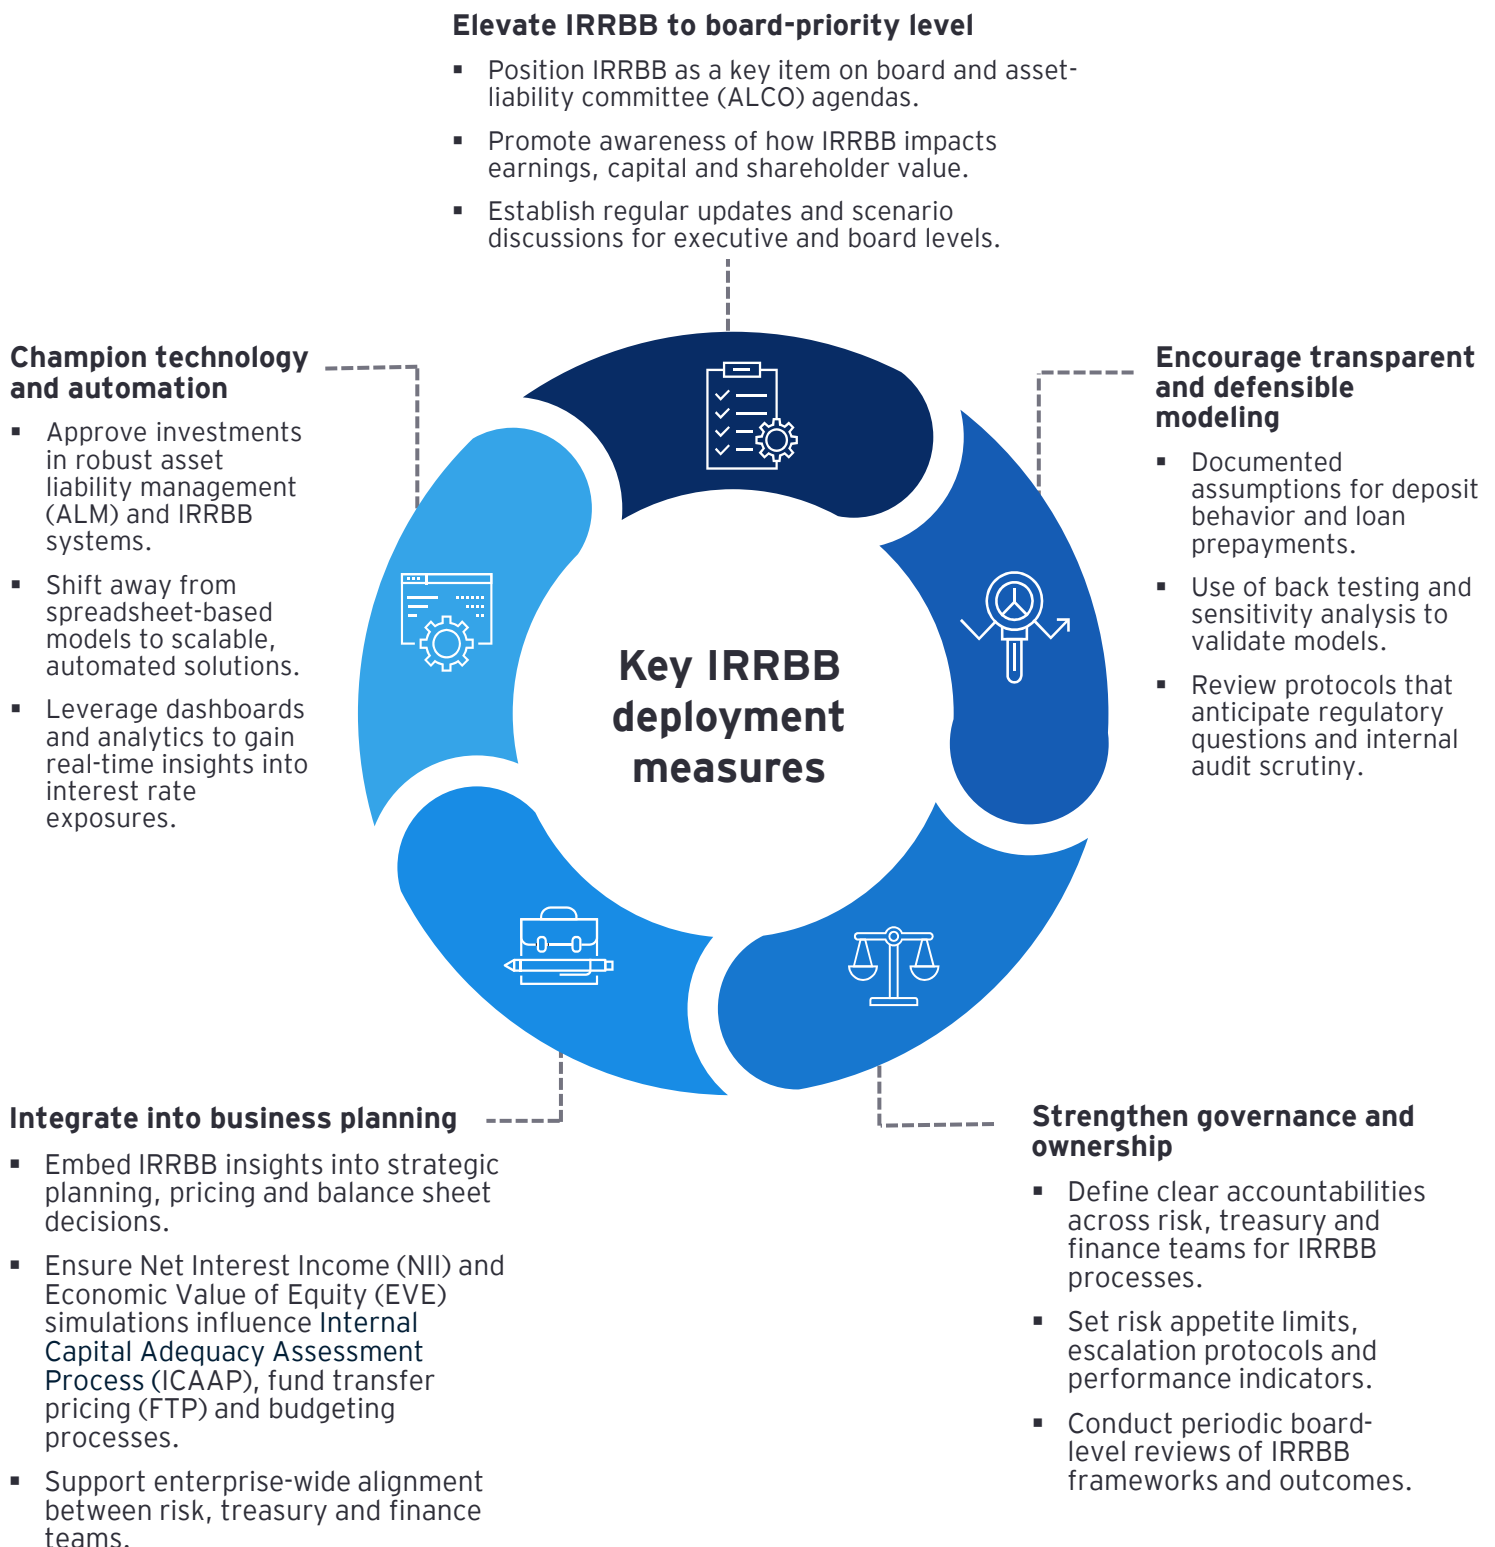 Elevate IRRBB to board-priority level
▪ Position IRRBB as a key item on board and asset-
liability committee (ALCO) agendas.
▪ Promote awareness of how IRRBB impacts
earnings, capital and shareholder value.
▪ Establish regular updates and scenario
discussions for executive and board levels.
Encourage transparent
and defensible
modeling
▪ Documented
assumptions for deposit
behavior and loan
prepayments.
▪ Use of back testing and
sensitivity analysis to
validate models.
▪ Review protocols that
anticipate regulatory
questions and internal
audit scrutiny.
Strengthen governance and
ownership
▪ Define clear accountabilities
across risk, treasury and
finance teams for IRRBB
processes.
▪ Set risk appetite limits,
escalation protocols and
performance indicators.
▪ Conduct periodic board-
level reviews of IRRBB
frameworks and outcomes.
Integrate into business planning
▪ Embed IRRBB insights into strategic
planning, pricing and balance sheet
decisions.
▪ Ensure Net Interest Income (NII) and
Economic Value of Equity (EVE)
simulations influence Internal
Capital Adequacy Assessment
Process (ICAAP), fund transfer
pricing (FTP) and budgeting
processes.
▪ Support enterprise-wide alignment
between risk, treasury and finance
teams.
Champion technology
and automation
▪ Approve investments
in robust asset
liability management
(ALM) and IRRBB
systems.
▪ Shift away from
spreadsheet-based
models to scalable,
automated solutions.
▪ Leverage dashboards
and analytics to gain
real-time insights into
interest rate
exposures.
Key IRRBB
deployment
measures